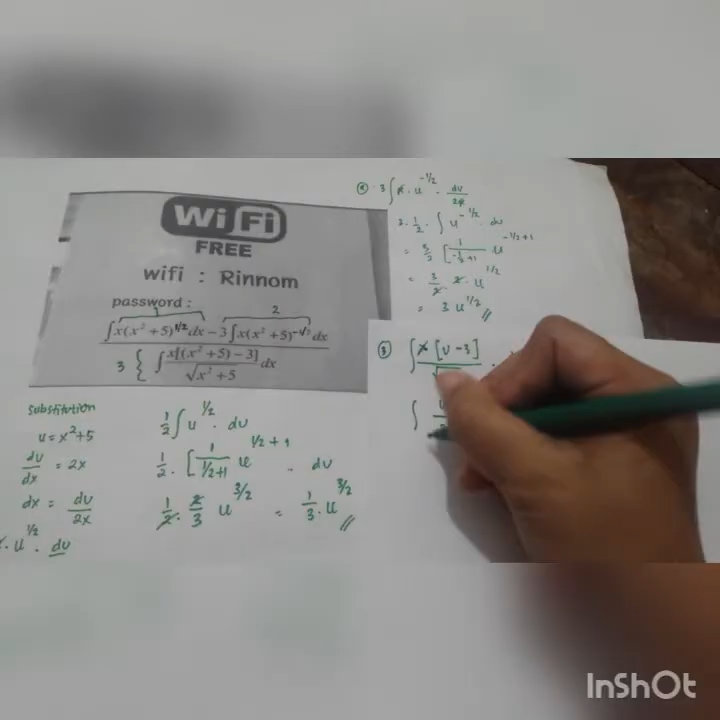 WiFi
FREE
wifi : Rinnom
password :
2
∫x(x² + 5)^1/2 dx − 3∫x(x² + 5)^−1/2 dx
3 { ∫ x[(x² + 5) − 3] / √x² + 5 dx
substitution
u = x² + 5
du/dx = 2x
dx = du/2x
u^1/2 . du
1/2 ∫ u^1/2 . du
1/2 . [ 1/(1/2+1) u^1/2+1 . du
1/2 . 2/3 u^3/2 = 1/3 . u^3/2 //
3 ∫ x . u^−1/2 . du/2x
. 1/2 . ∫ u^−1/2 . du
= 3/2 [ 1/(−1/2+1) u^−1/2+1
= 3/2 . 2 . u^1/2
= 3 u^1/2 //
③ ∫ x [u − 3]
∫
InShOt